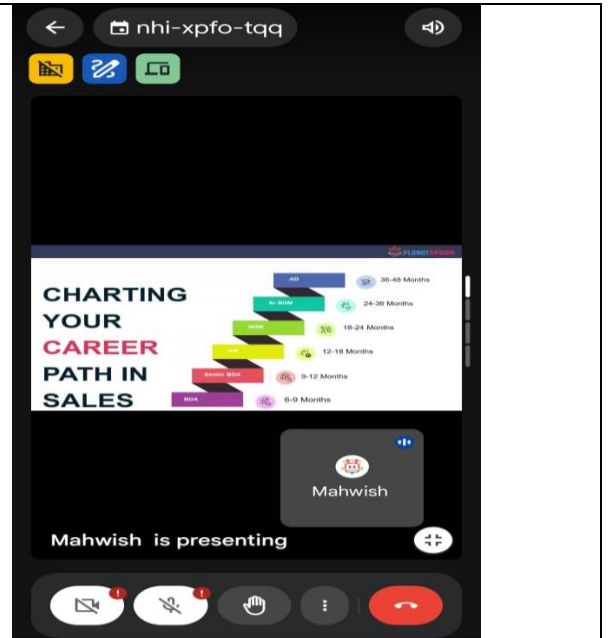 nhi-xpfo-tqq
PLANETSPARK
CHARTING
YOUR
CAREER
PATH IN
SALES
AD 36-48 Months
Sr BDM 24-36 Months
BDM 18-24 Months
AM 12-18 Months
Senior BDA 9-12 Months
BDA 6-9 Months
Mahwish
Mahwish is presenting